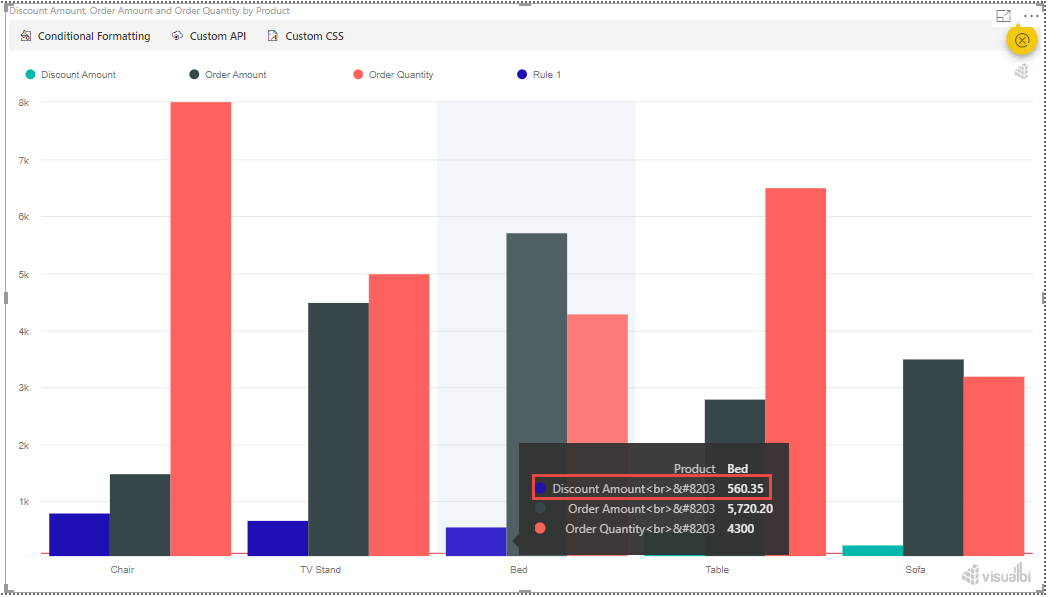 Discount Amount, Order Amount and Order Quantity by Product
Conditional Formatting Custom API Custom CSS
Discount Amount Order Amount Order Quantity Rule 1
8k
7k
6k
5k
4k
3k
2k
1k
Product Bed
Discount Amount<br>&#8203 560.35
Order Amount<br>&#8203 5,720.20
Order Quantity<br>&#8203 4300
Chair TV Stand Bed Table Sofa
visualbi